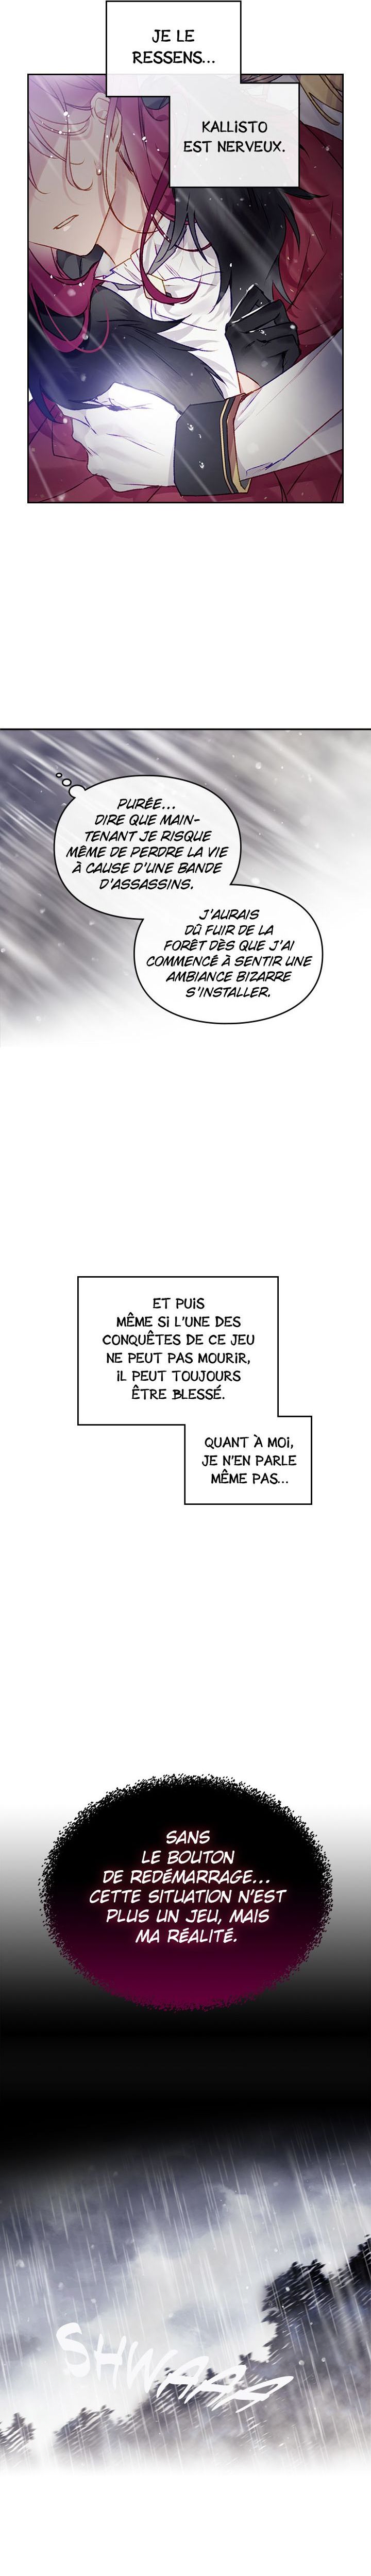 JE LE
RESSENS...
KALLISTO
EST NERVEUX.
PURÉE...
DIRE QUE MAIN-
TENANT JE RISQUE
MÊME DE PERDRE LA VIE
À CAUSE D'UNE BANDE
D'ASSASSINS.
J'AURAIS
DÛ FUIR DE LA
FORÊT DÈS QUE J'AI
COMMENCÉ À SENTIR UNE
AMBIANCE BIZARRE
S'INSTALLER.
ET PUIS
MÊME SI L'UNE DES
CONQUÊTES DE CE JEU
NE PEUT PAS MOURIR,
IL PEUT TOUJOURS
ÊTRE BLESSÉ.
QUANT À MOI,
JE N'EN PARLE
MÊME PAS...
SANS
LE BOUTON
DE REDÉMARRAGE...
CETTE SITUATION N'EST
PLUS UN JEU, MAIS
MA RÉALITÉ.
SHWAAA